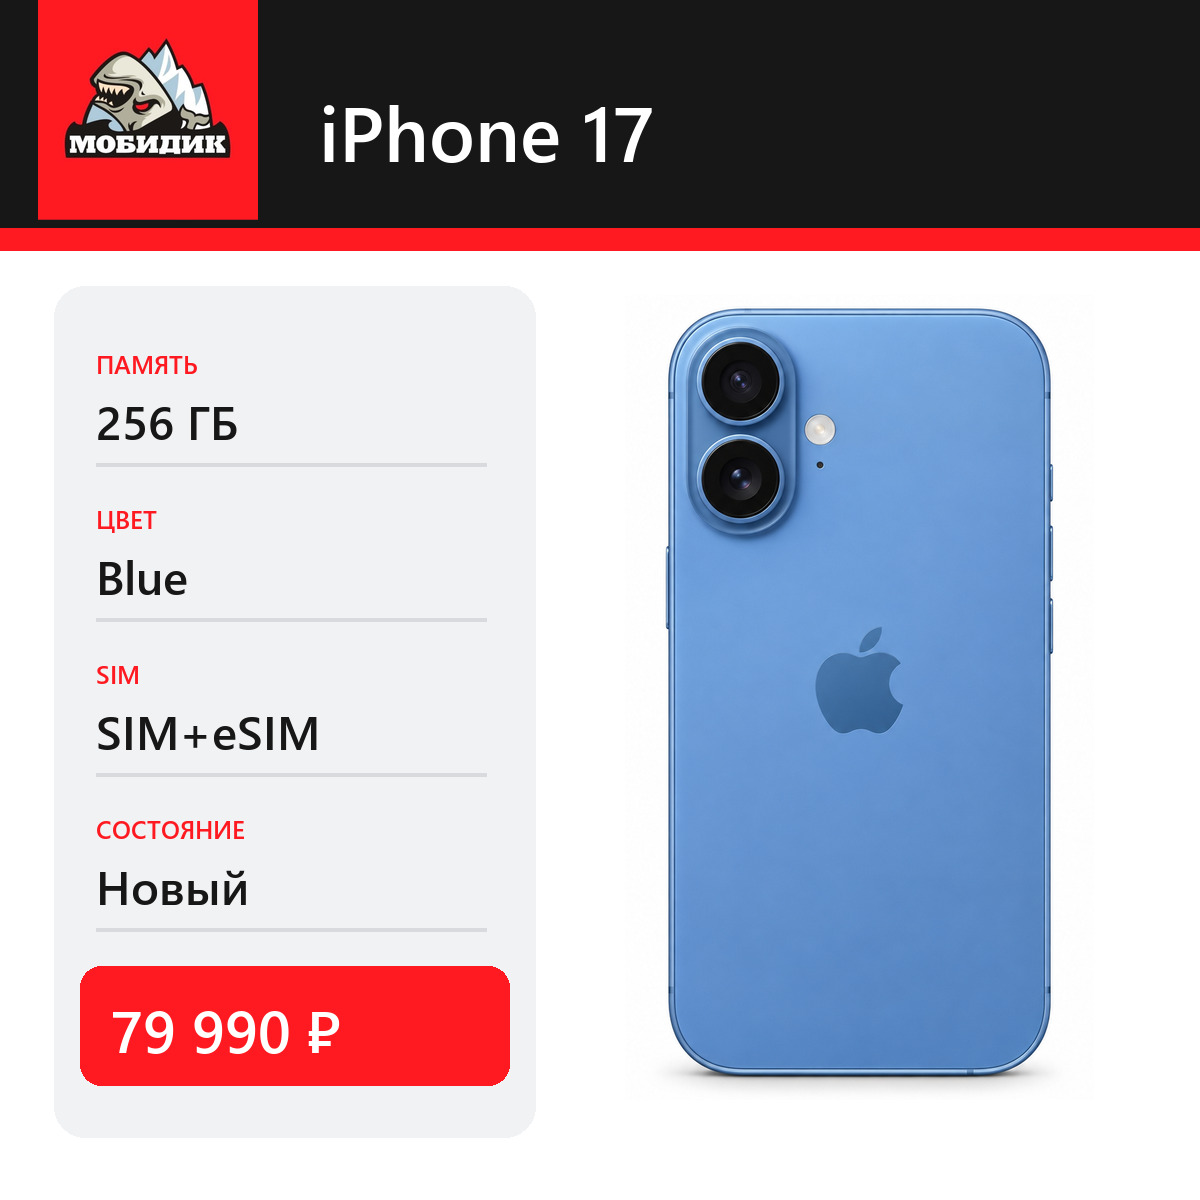 МОБИДИК
iPhone 17
ПАМЯТЬ
256 ГБ
ЦВЕТ
Blue
SIM
SIM+eSIM
СОСТОЯНИЕ
Новый
79 990 ₽